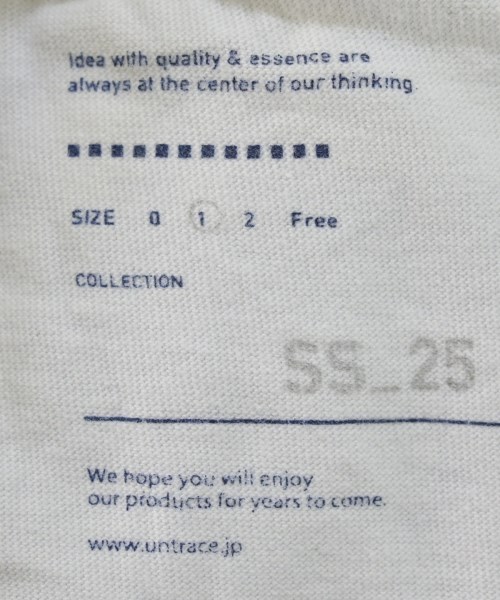 Idea with quality & essence are
always at the center of our thinking.
SIZE 0 1 2 Free
COLLECTION
SS_25
We hope you will enjoy
our products for years to come.
www.untrace.jp